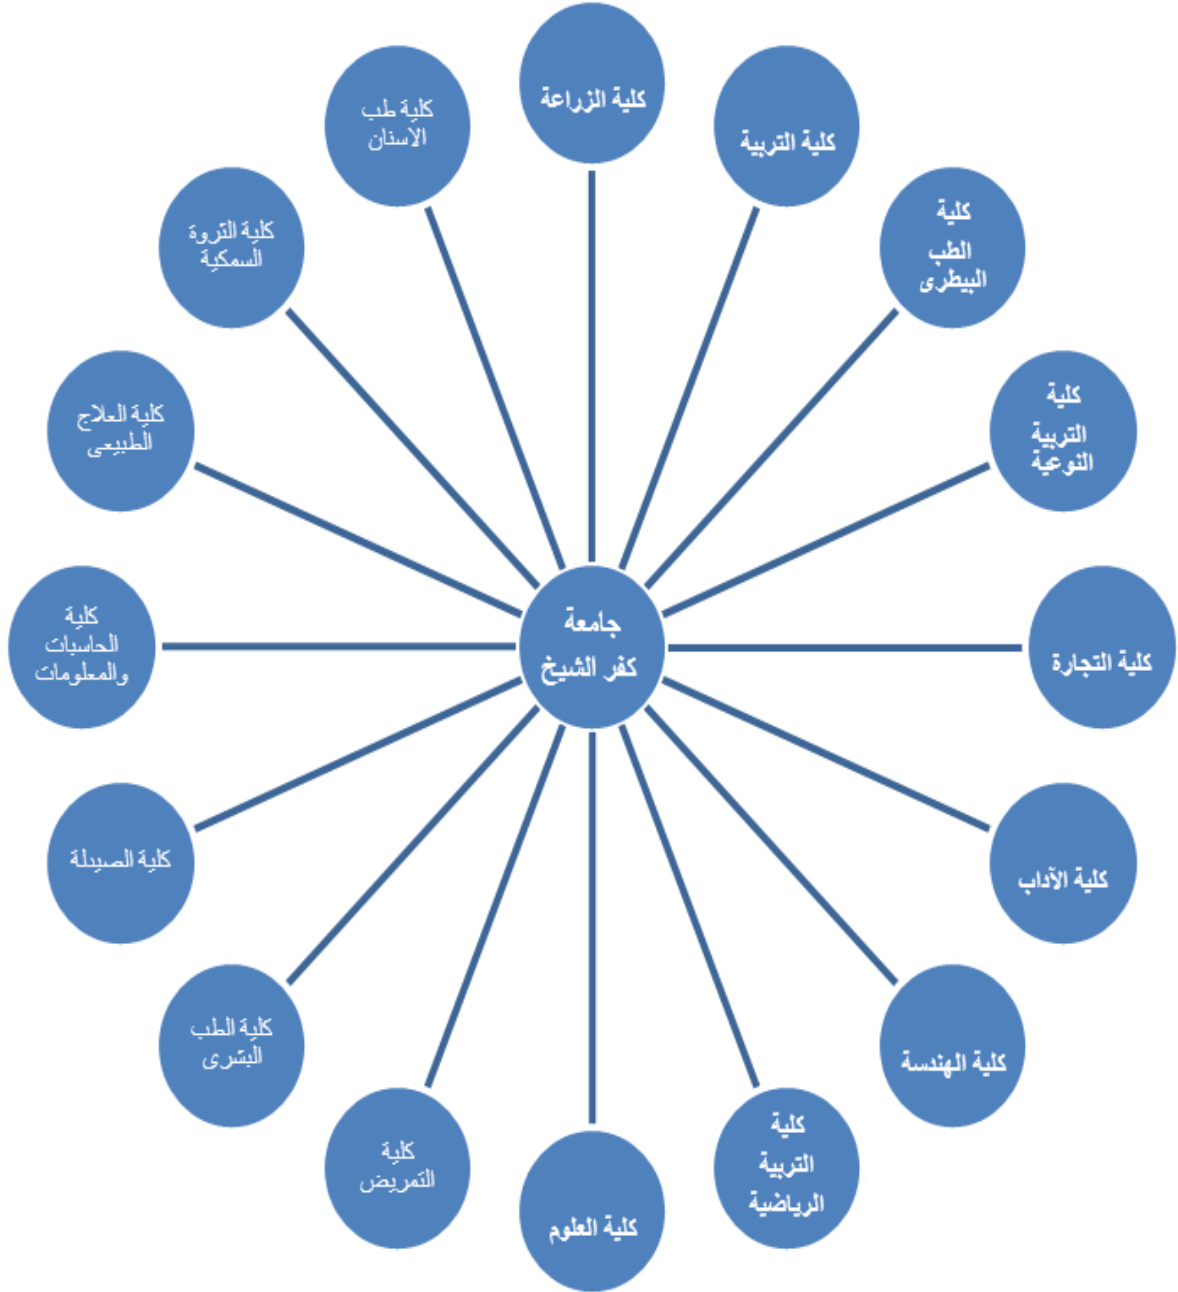 جامعة
كفر الشيخ
كلية الزراعة
كلية التربية
كلية
الطب
البيطرى
كلية
التربية
النوعية
كلية التجارة
كلية الآداب
كلية الهندسة
كلية
التربية
الرياضية
كلية العلوم
كلية
التمريض
كلية الطب
البشرى
كلية الصيدلة
كلية
الحاسبات
والمعلومات
كلية العلاج
الطبيعى
كلية الثروة
السمكية
كلية طب
الاسنان